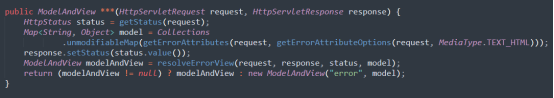 public ModelAndView ***(HttpServletRequest request, HttpServletResponse response) {
HttpStatus status = getStatus(request);
Map<String, Object> model = Collections
.unmodifiableMap(getErrorAttributes(request, getErrorAttributeOptions(request, MediaType.TEXT_HTML)));
response.setStatus(status.value());
ModelAndView modelAndView = resolveErrorView(request, response, status, model);
return (modelAndView != null) ? modelAndView : new ModelAndView("error", model);
}